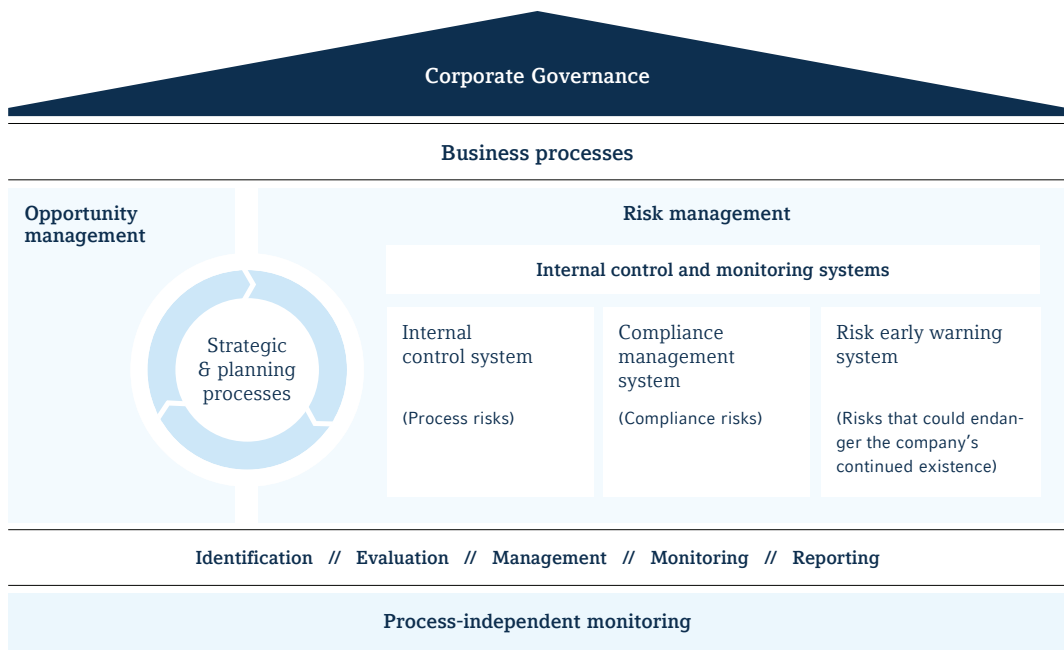 Corporate Governance
Business processes
Opportunity
management
Risk management
Internal control and monitoring systems
Strategic
& planning
processes
Internal
control system
(Process risks)
Compliance
management
system
(Compliance risks)
Risk early warning
system
(Risks that could endan-
ger the company’s
continued existence)
Identification // Evaluation // Management // Monitoring // Reporting
Process-independent monitoring